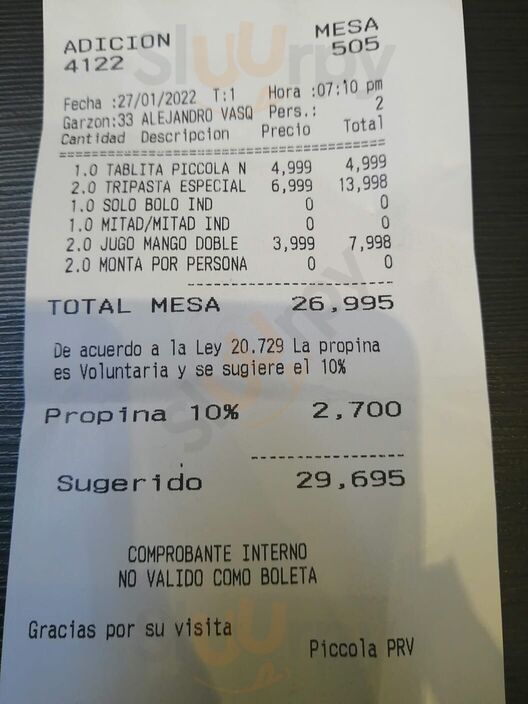 ADICION MESA
4122 505
Fecha :27/01/2022 T:1 Hora :07:10 pm
Garzon:33 ALEJANDRO VASQ Pers.: 2
Cantidad Descripcion Precio Total
1.0 TABLITA PICCOLA N 4,999 4,999
2.0 TRIPASTA ESPECIAL 6,999 13,998
1.0 SOLO BOLO IND 0 0
1.0 MITAD/MITAD IND 0 0
2.0 JUGO MANGO DOBLE 3,999 7,998
2.0 MONTA POR PERSONA 0 0
TOTAL MESA 26,995
De acuerdo a la Ley 20.729 La propina
es Voluntaria y se sugiere el 10%
Propina 10% 2,700
Sugerido 29,695
COMPROBANTE INTERNO
NO VALIDO COMO BOLETA
Gracias por su visita
Piccola PRV
Sluurpy
Sluurpy
Sluurpy